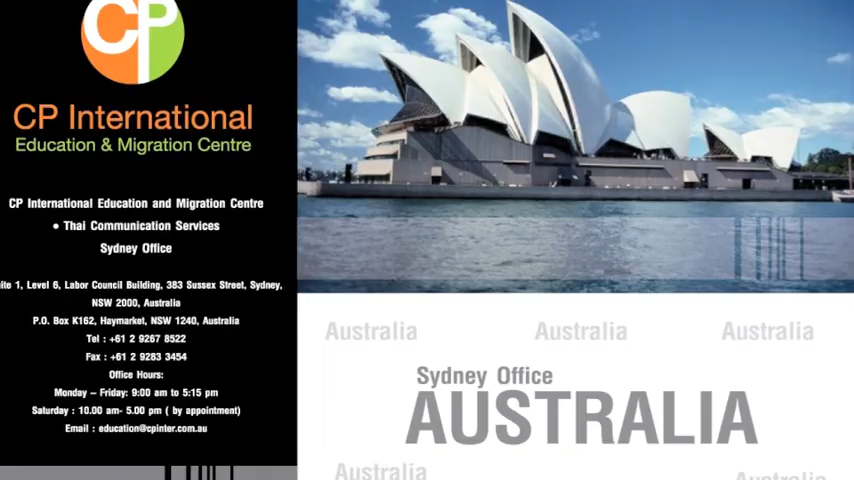 CP
CP International
Education & Migration Centre
CP International Education and Migration Centre
• Thai Communication Services
Sydney Office
ite 1, Level 6, Labor Council Building, 383 Sussex Street, Sydney,
NSW 2000, Australia
P.O. Box K162, Haymarket, NSW 1240, Australia
Tel : +61 2 9267 8522
Fax : +61 2 9283 3454
Office Hours:
Monday – Friday: 9:00 am to 5:15 pm
Saturday : 10.00 am- 5.00 pm ( by appointment)
Email : education@cpinter.com.au
Australia Australia Australia
Sydney Office
AUSTRALIA
Australia Australia